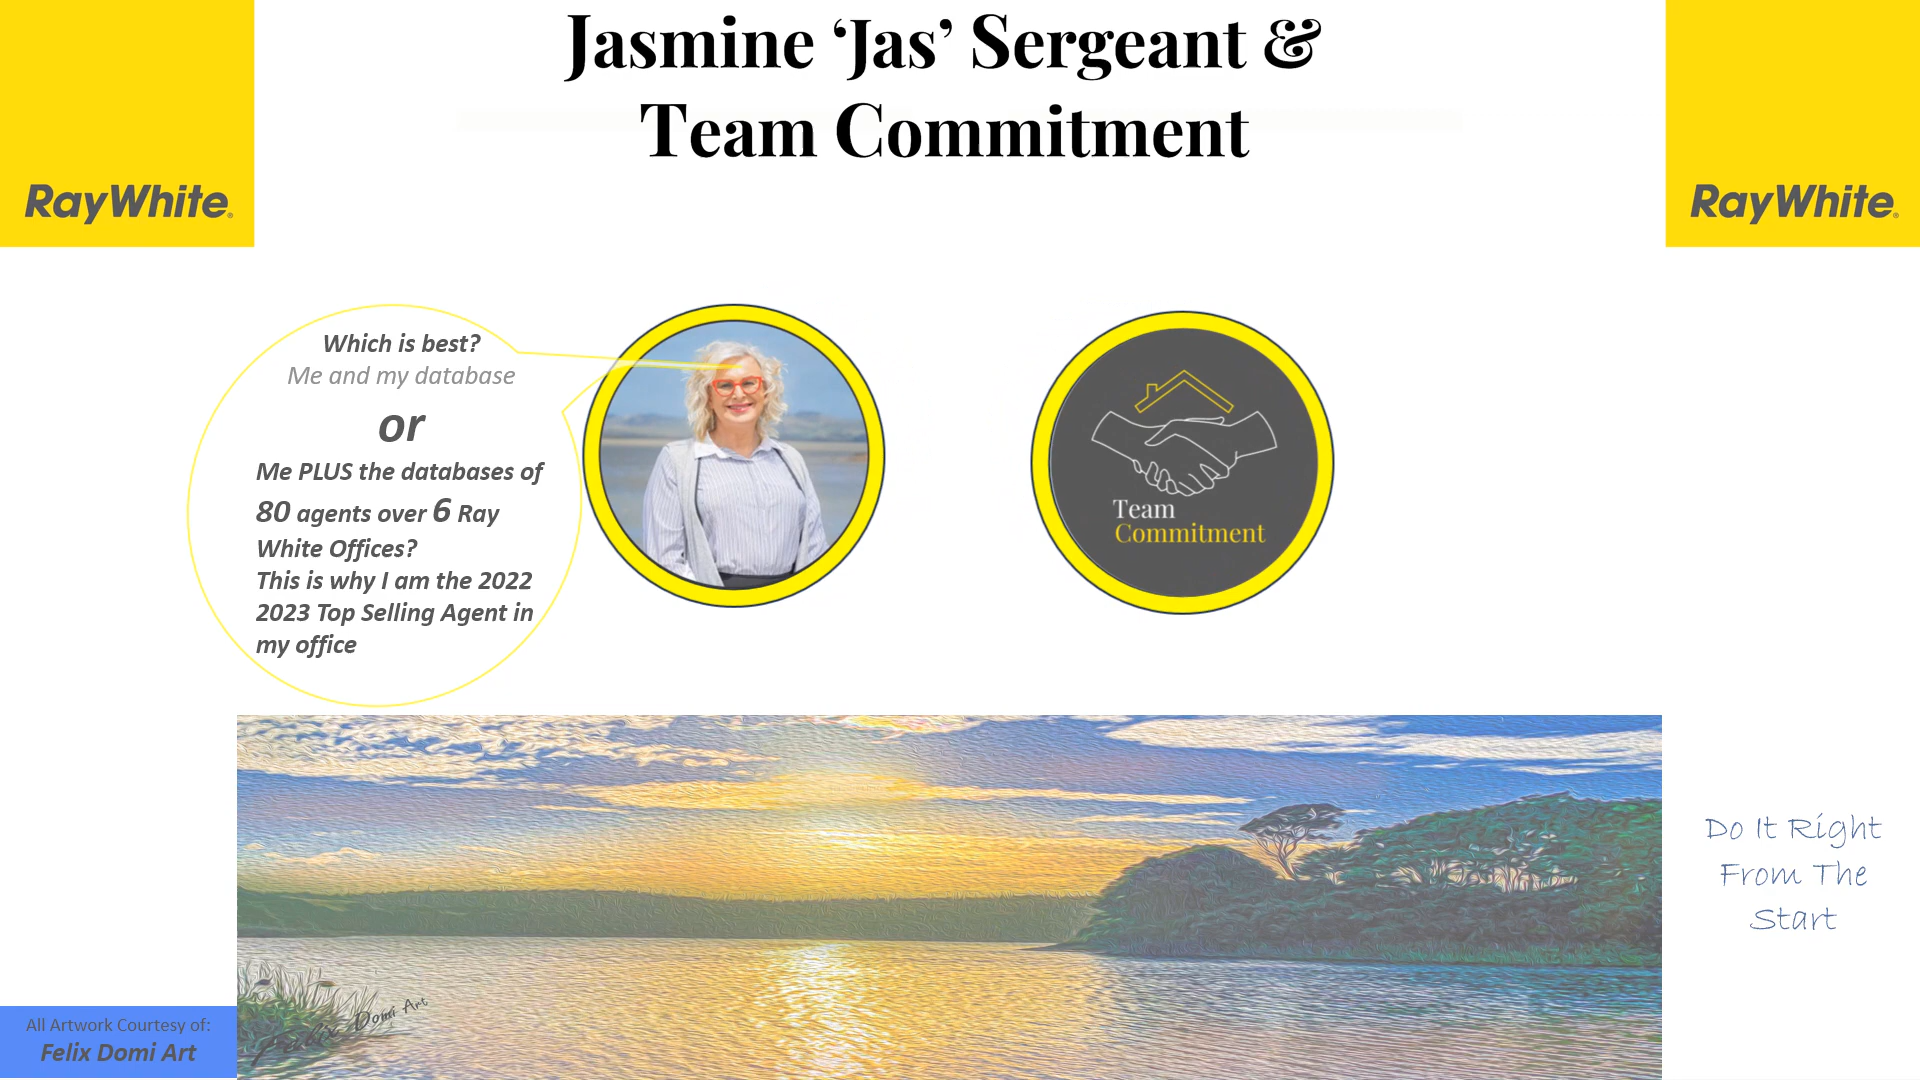 Jasmine ‘Jas’ Sergeant &
Team Commitment
RayWhite
RayWhite
Which is best?
Me and my database
or
Me PLUS the databases of
80 agents over 6 Ray
White Offices?
This is why I am the 2022
2023 Top Selling Agent in
my office
Team
Commitment
Do It Right
From The
Start
Felix Domi Art
All Artwork Courtesy of:
Felix Domi Art